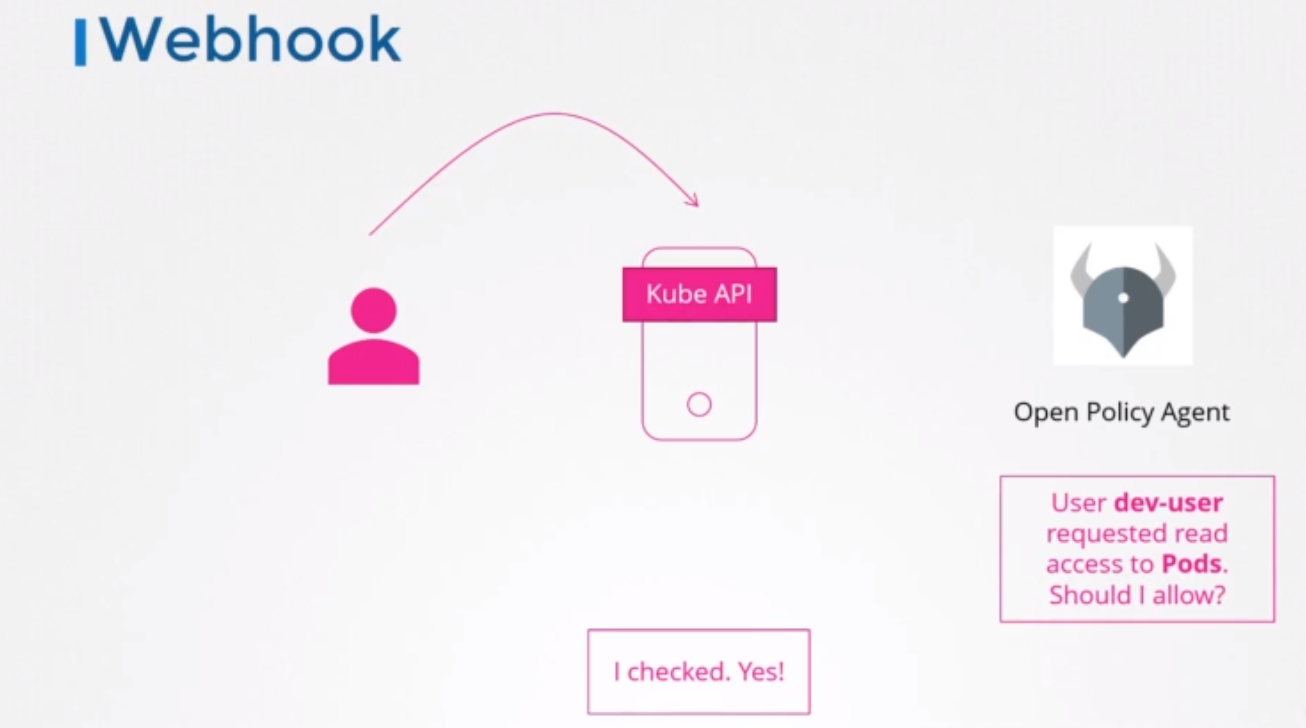 Webhook
Kube API
Open Policy Agent
User dev-user
requested read
access to Pods.
Should I allow?
I checked. Yes!